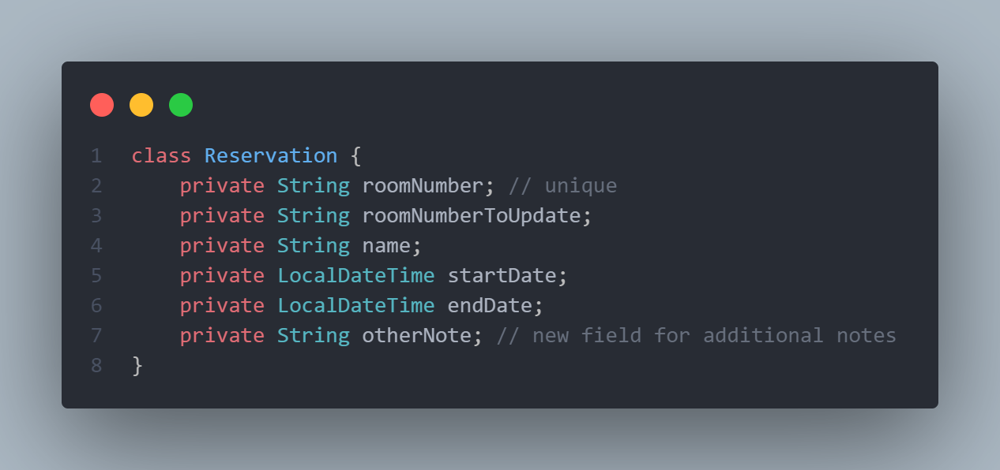 1 class Reservation {
2     private String roomNumber; // unique
3     private String roomNumberToUpdate;
4     private String name;
5     private LocalDateTime startDate;
6     private LocalDateTime endDate;
7     private String otherNote; // new field for additional notes
8 }